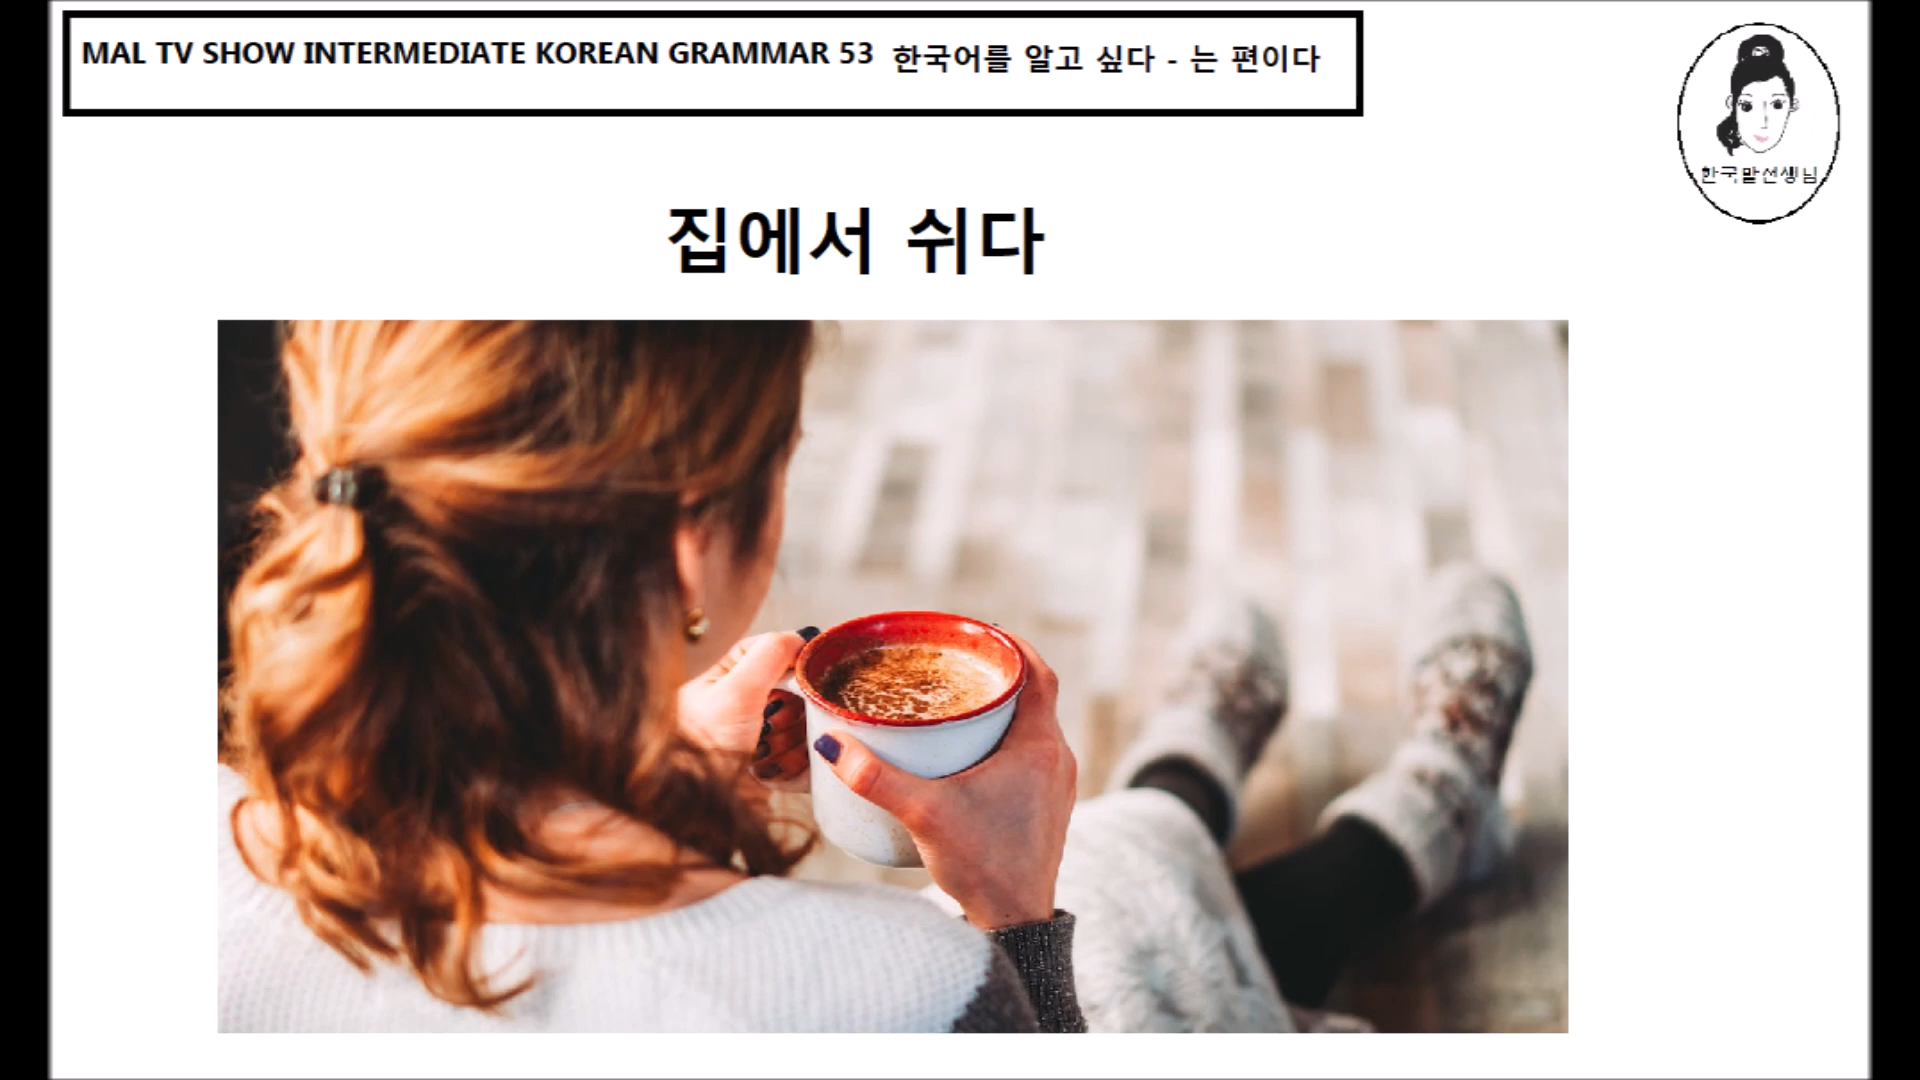 MAL TV SHOW INTERMEDIATE KOREAN GRAMMAR 53 한국어를 알고 싶다 - 는 편이다
한국말선생님
집에서 쉬다